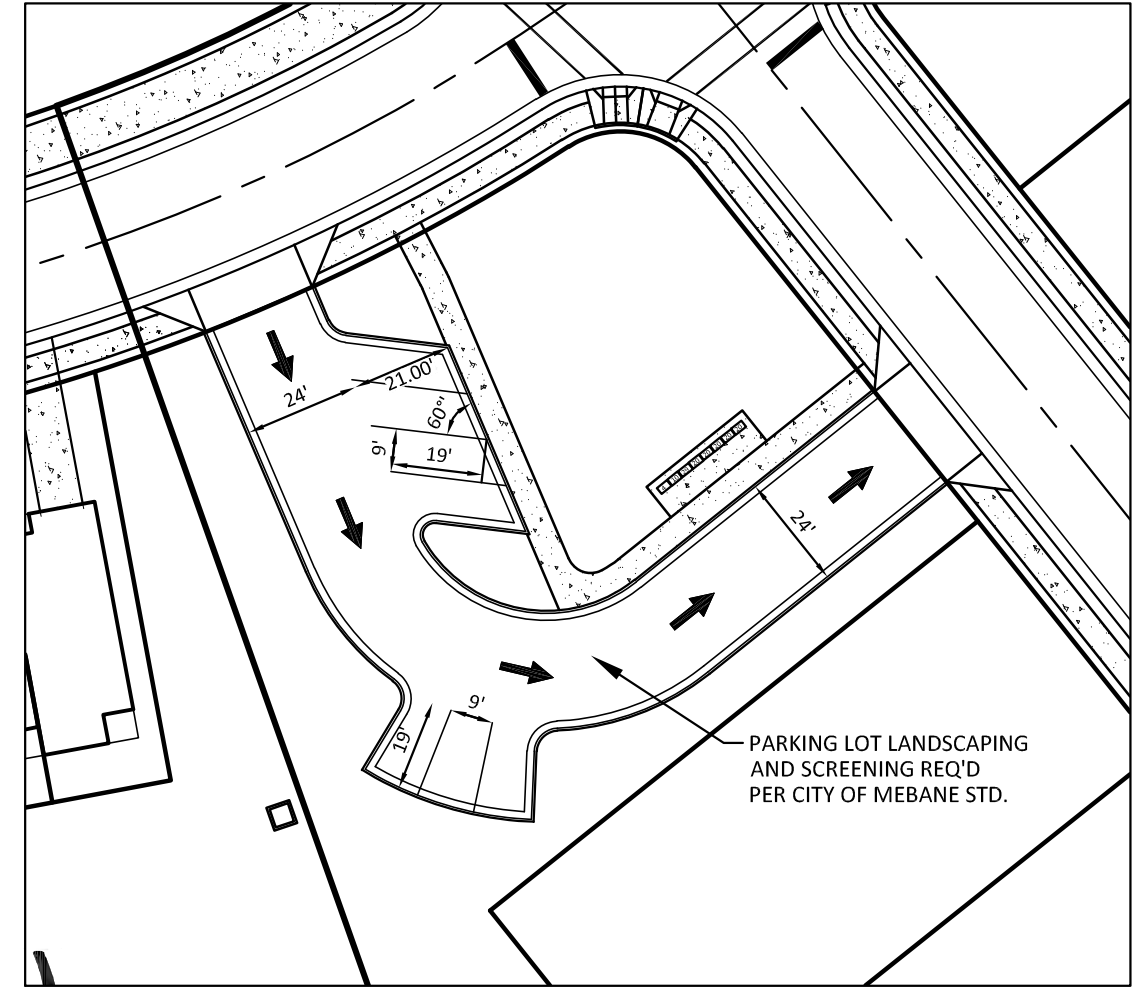 24'
21.00'
60°
9'
19'
24'
9'
19'
PARKING LOT LANDSCAPING
AND SCREENING REQ'D
PER CITY OF MEBANE STD.